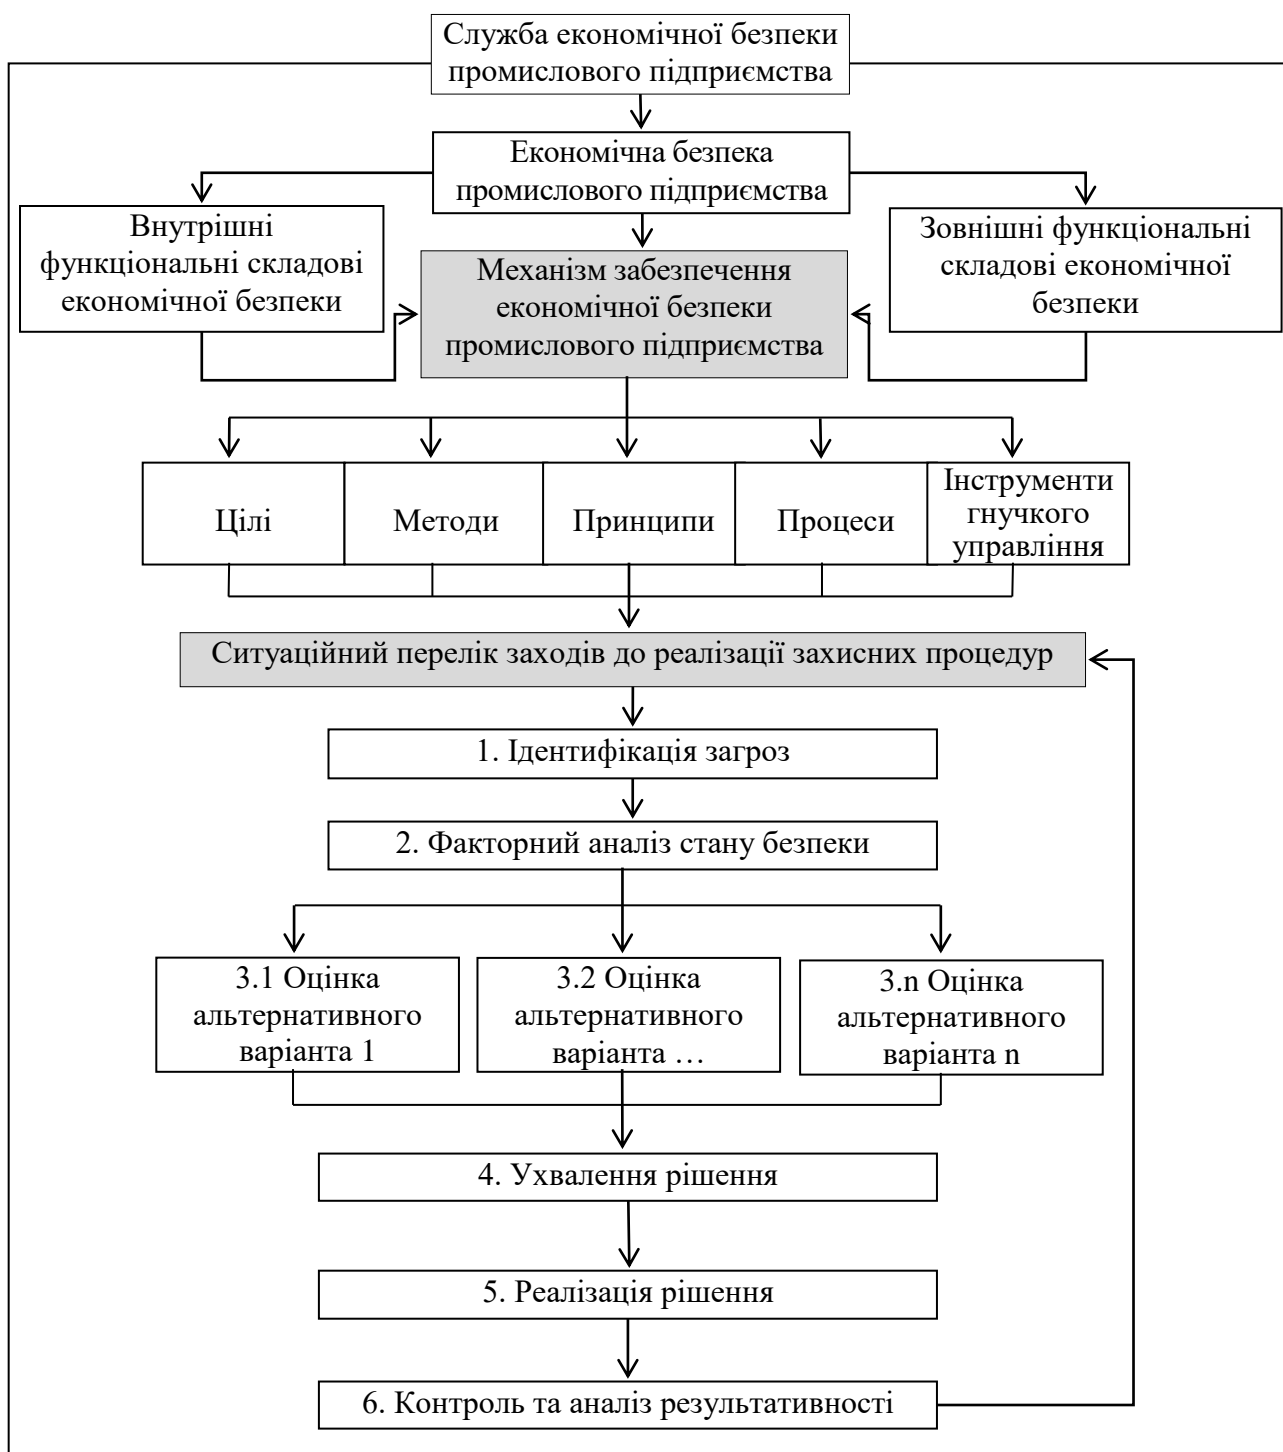 Служба економічної безпеки
промислового підприємства
Економічна безпека
промислового підприємства
Внутрішні
функціональні складові
економічної безпеки
Механізм забезпечення
економічної безпеки
промислового підприємства
Зовнішні функціональні
складові економічної
безпеки
Цілі
Методи
Принципи
Процеси
Інструменти
гнучкого
управління
Ситуаційний перелік заходів до реалізації захисних процедур
1. Ідентифікація загроз
2. Факторний аналіз стану безпеки
3.1 Оцінка
альтернативного
варіанта 1
3.2 Оцінка
альтернативного
варіанта …
3.n Оцінка
альтернативного
варіанта n
4. Ухвалення рішення
5. Реалізація рішення
6. Контроль та аналіз результативності